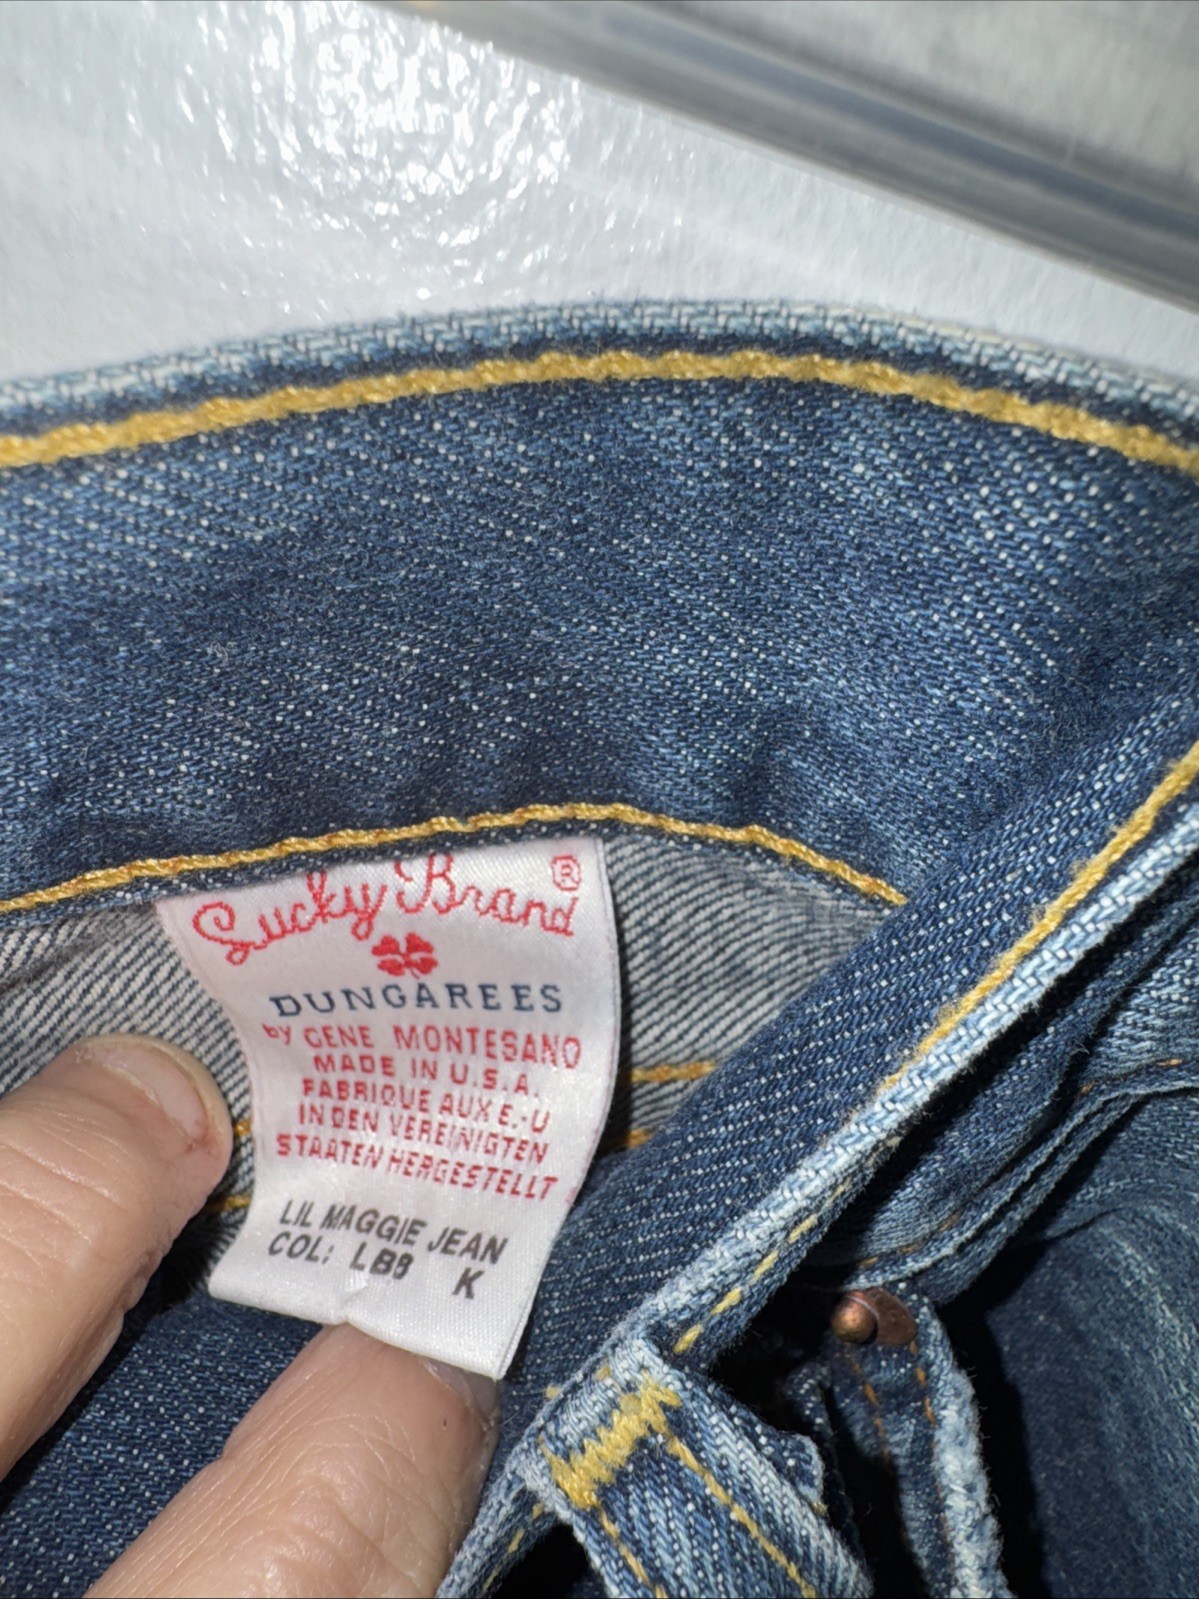 Lucky Brand ®
DUNGAREES
by GENE MONTESANO
MADE IN U.S.A.
FABRIQUE AUX E.-U
IN DEN VEREINIGTEN
STAATEN HERGESTELLT
LIL MAGGIE JEAN
COL: LBB K